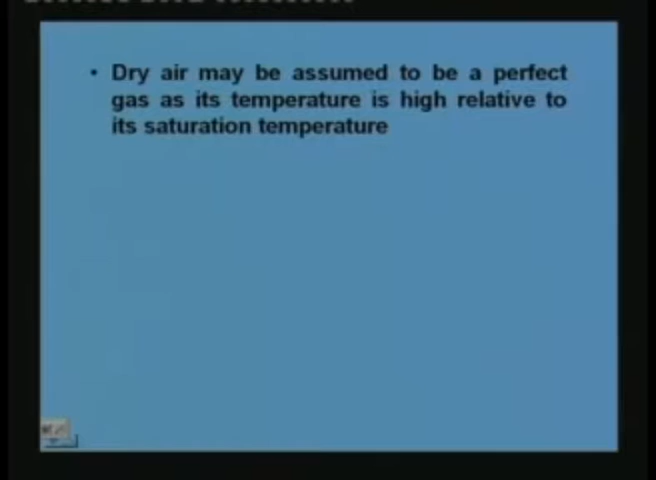 • Dry air may be assumed to be a perfect
gas as its temperature is high relative to
its saturation temperature